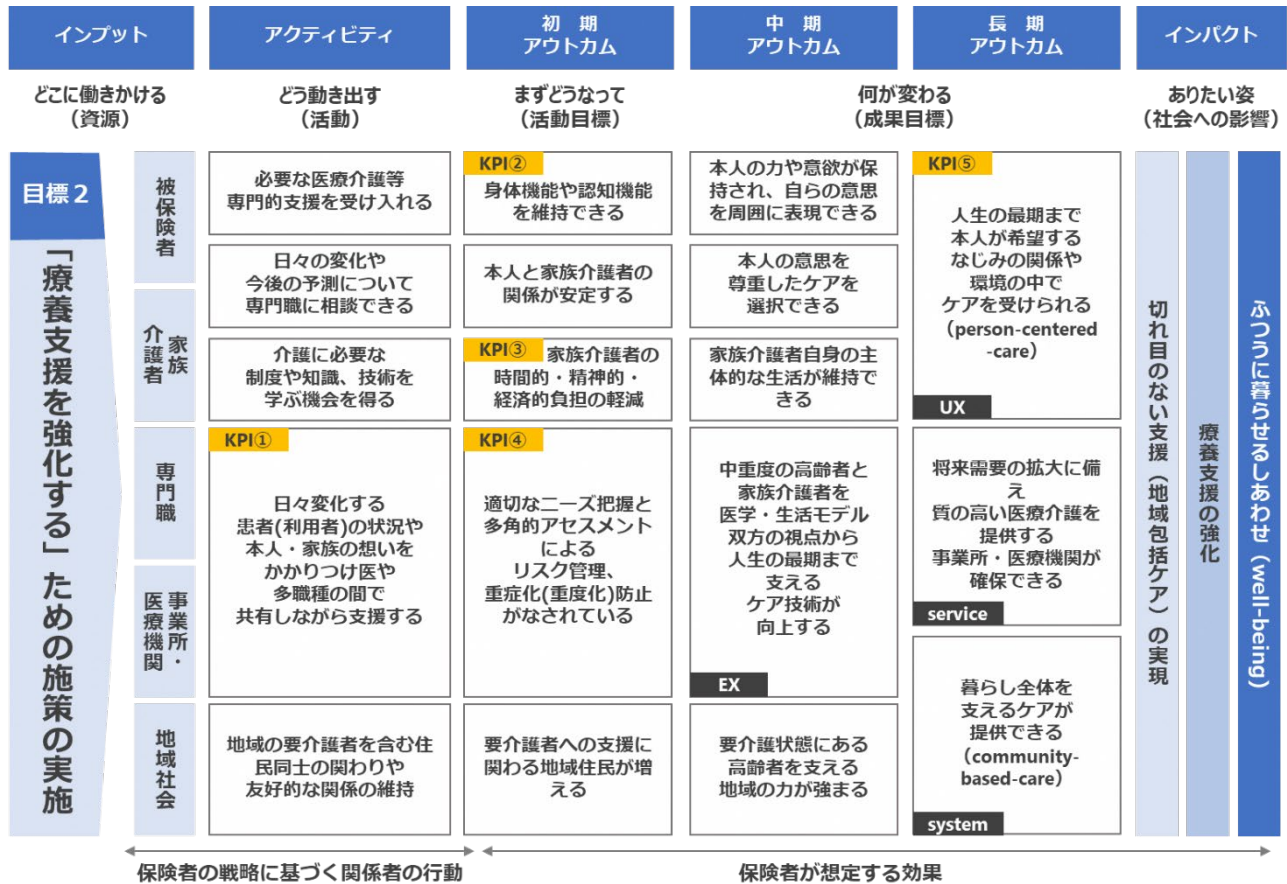 インプット
アクティビティ
初 期
アウトカム
中 期
アウトカム
長 期
アウトカム
インパクト
どこに働きかける
（資源）
どう動き出す
（活動）
まずどうなって
（活動目標）
何が変わる
（成果目標）
ありたい姿
（社会への影響）
目標２
「療養支援を強化する」ための施策の実施
被保険者
家族
介護者
専門職
事業所・
医療機関
地域社会
必要な医療介護等
専門的支援を受け入れる
日々の変化や
今後の予測について
専門職に相談できる
介護に必要な
制度や知識、技術を
学ぶ機会を得る
KPI①
日々変化する
患者(利用者)の状況や
本人・家族の想いを
かかりつけ医や
多職種の間で
共有しながら支援する
地域の要介護者を含む住
民同士の関わりや
友好的な関係の維持
KPI②
身体機能や認知機能
を維持できる
本人と家族介護者の
関係が安定する
KPI③ 家族介護者の
時間的・精神的・
経済的負担の軽減
KPI④
適切なニーズ把握と
多角的アセスメント
による
リスク管理、
重症化(重度化)防止
がなされている
要介護者への支援に
関わる地域住民が増
える
本人の力や意欲が保
持され、自らの意思
を周囲に表現できる
本人の意思を
尊重したケアを
選択できる
家族介護者自身の主
体的な生活が維持で
きる
中重度の高齢者と
家族介護者を
医学・生活モデル
双方の視点から
人生の最期まで
支える
ケア技術が
向上する
EX
要介護状態にある
高齢者を支える
地域の力が強まる
KPI⑤
人生の最期まで
本人が希望する
なじみの関係や
環境の中で
ケアを受けられる
（person-centered
-care）
UX
将来需要の拡大に備
え
質の高い医療介護を
提供する
事業所・医療機関が
確保できる
service
暮らし全体を
支えるケアが
提供できる
（community-
based-care）
system
切れ目のない支援（地域包括ケア）の実現
療養支援の強化
ふつうに暮らせるしあわせ（well-being）
保険者の戦略に基づく関係者の行動
保険者が想定する効果